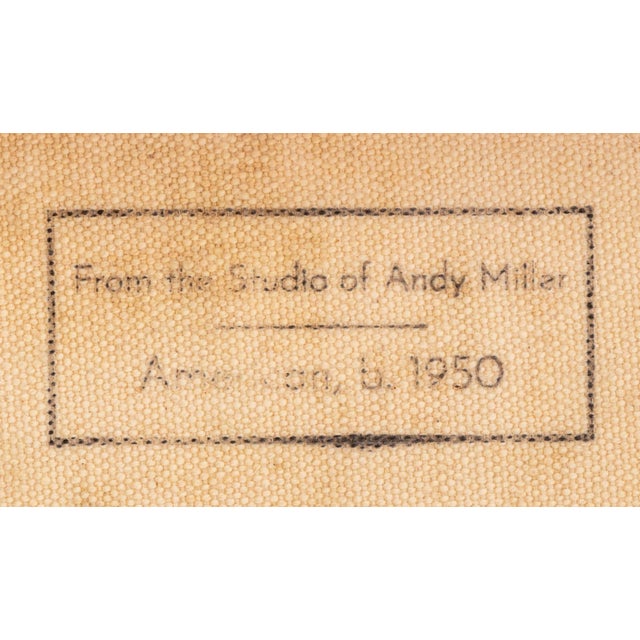 From the Studio of Andy Miller
American, b. 1950